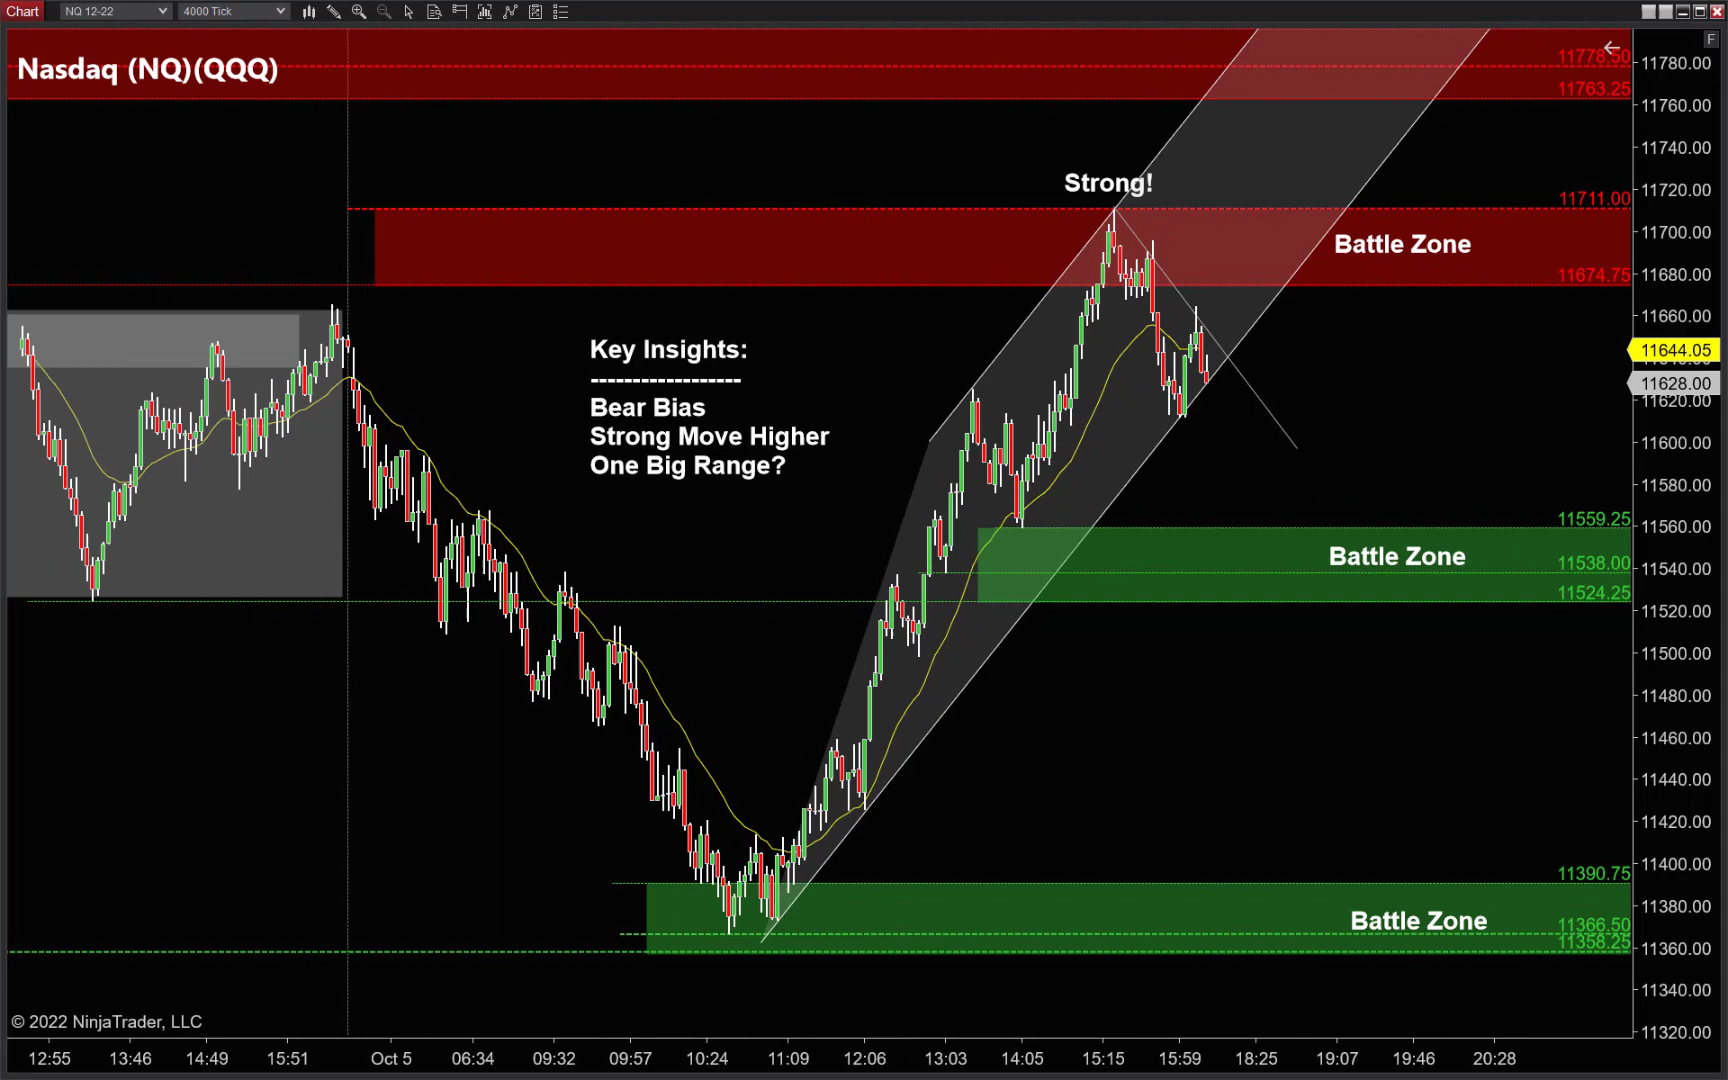 Chart
NQ 12-22
4000 Tick
F
Nasdaq (NQ)(QQQ)
11778.50
11763.25
Strong!
11711.00
Battle Zone
11674.75
Key Insights:
------------------
Bear Bias
Strong Move Higher
One Big Range?
11559.25
Battle Zone
11538.00
11524.25
11390.75
Battle Zone
11366.50
11358.25
11780.00
11760.00
11740.00
11720.00
11700.00
11680.00
11660.00
11644.05
11628.00
11620.00
11600.00
11580.00
11560.00
11540.00
11520.00
11500.00
11480.00
11460.00
11440.00
11420.00
11400.00
11380.00
11360.00
11340.00
11320.00
© 2022 NinjaTrader, LLC
12:55 13:46 14:49 15:51 Oct 5 06:34 09:32 09:57 10:24 11:09 12:06 13:03 14:05 15:15 15:59 18:25 19:07 19:46 20:28